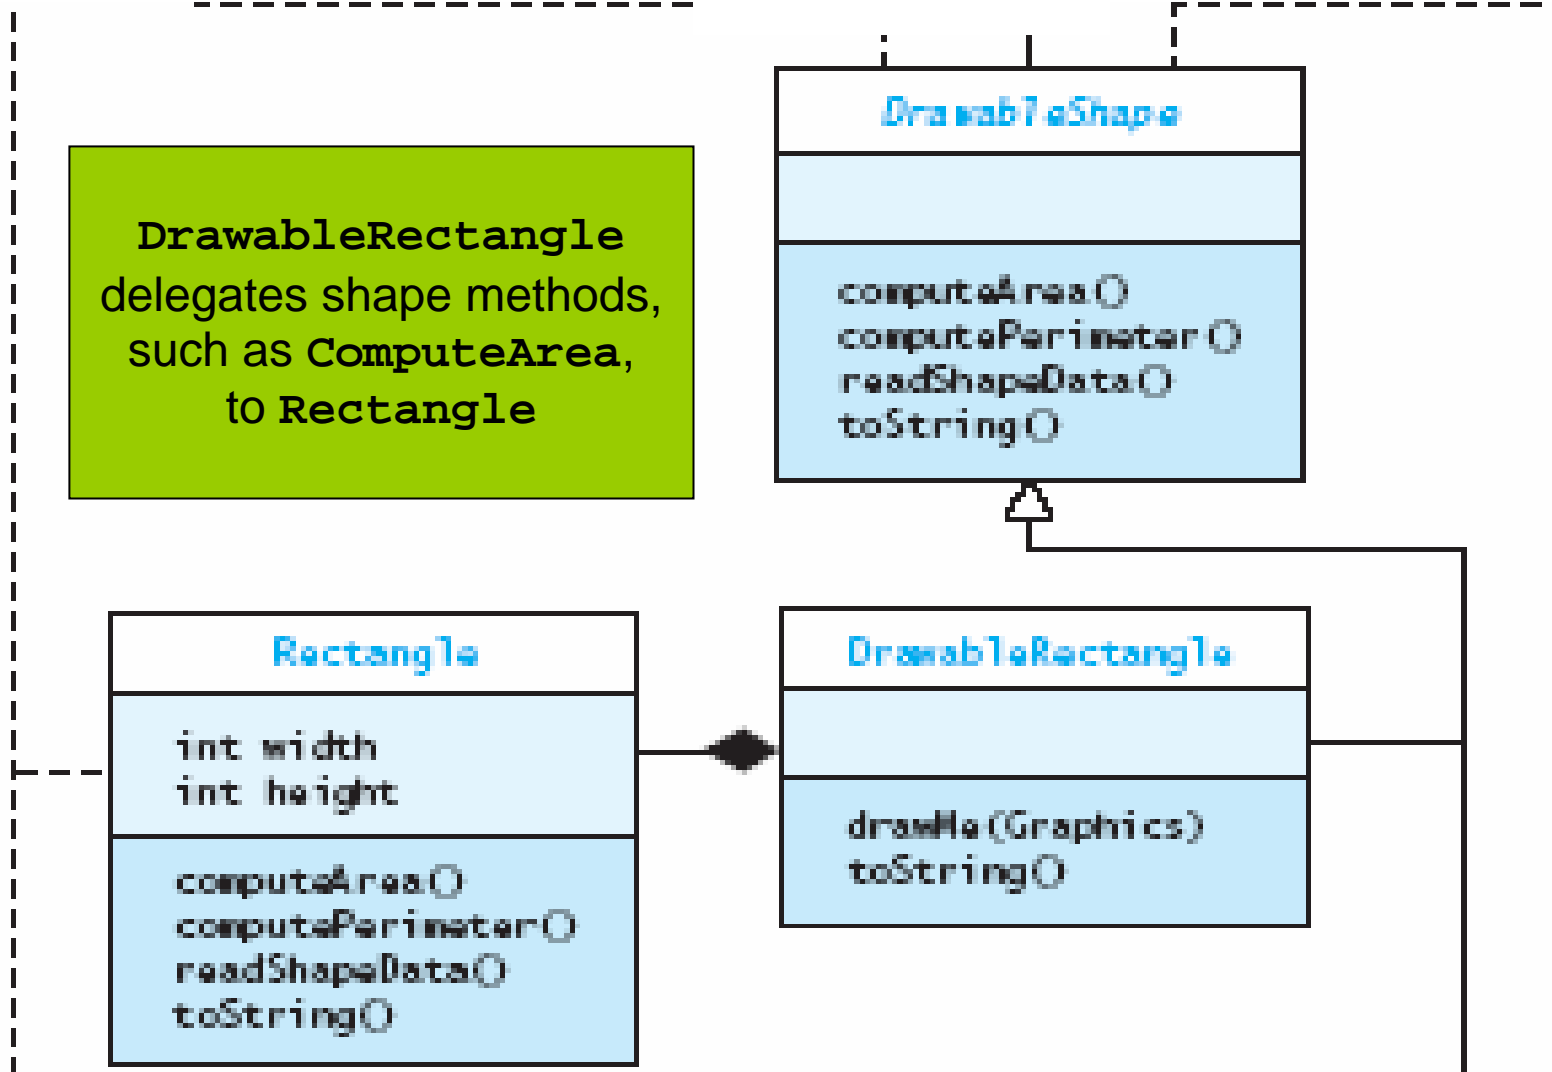 DrawableShape
DrawableRectangle
delegates shape methods,
such as ComputeArea,
to Rectangle
computeArea()
computePerimeter()
readShapeData()
toString()
Rectangle
int width
int height
computeArea()
computePerimeter()
readShapeData()
toString()
DrawableRectangle
drawMe(Graphics)
toString()